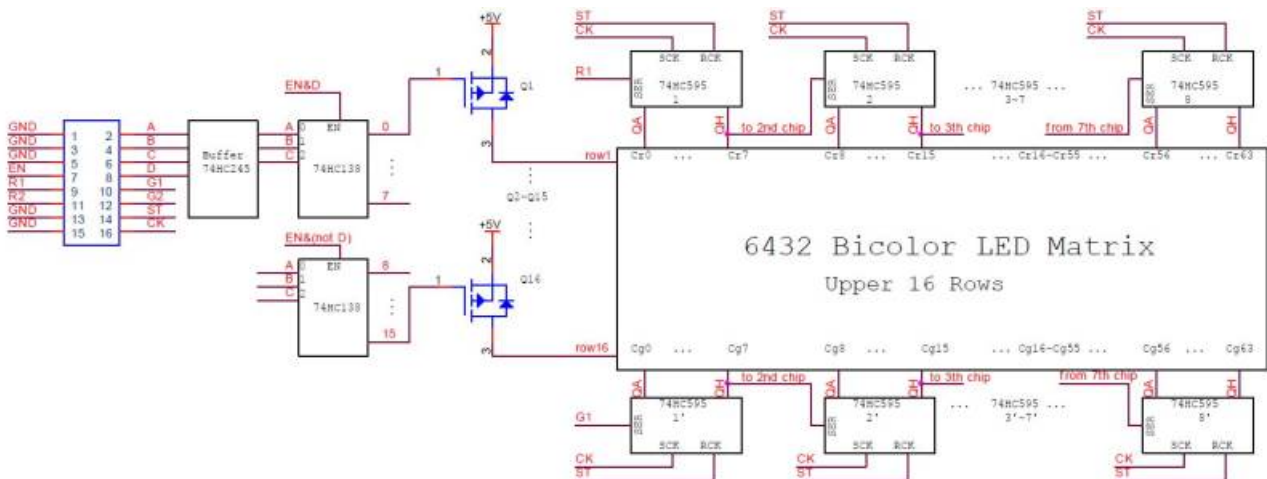 ST
CK
R1
SCK RCK
SER
74HC595
1
QA QH
to 2nd chip
ST
CK
SCK RCK
SER
74HC595
2
QA QH
to 3th chip
... 74HC595 ...
3~7
from 7th chip
ST
CK
SCK RCK
SER
74HC595
8
QA QH
+5V
2
1
Q1
3
row1
Q2~Q15
+5V
2
1
Q16
3
row16
GND 1 2 A
GND 3 4 B
GND 5 6 C
EN 7 8 D
R1 9 10 G1
R2 11 12 G2
GND 13 14 ST
GND 15 16 CK
Buffer
74HC245
EN&D
EN
A 0
B 1
C 2
74HC138
0
7
EN&(not D)
EN
A 0
B 1
C 2
74HC138
8
15
Cr0 ... Cr7 Cr8 ... Cr15 ... Cr16-Cr55 ... Cr56 ... Cr63
6432 Bicolor LED Matrix
Upper 16 Rows
Cg0 ... Cg7 Cg8 ... Cg15 ... Cg16-Cg55 ... Cg56 ... Cg63
QA QH
to 2nd chip
G1
SER
74HC595
1'
SCK RCK
CK
ST
QA QH
to 3th chip
SER
74HC595
2'
SCK RCK
CK
ST
... 74HC595 ...
3'~7'
from 7th chip
QA QH
SER
74HC595
8'
SCK RCK
CK
ST